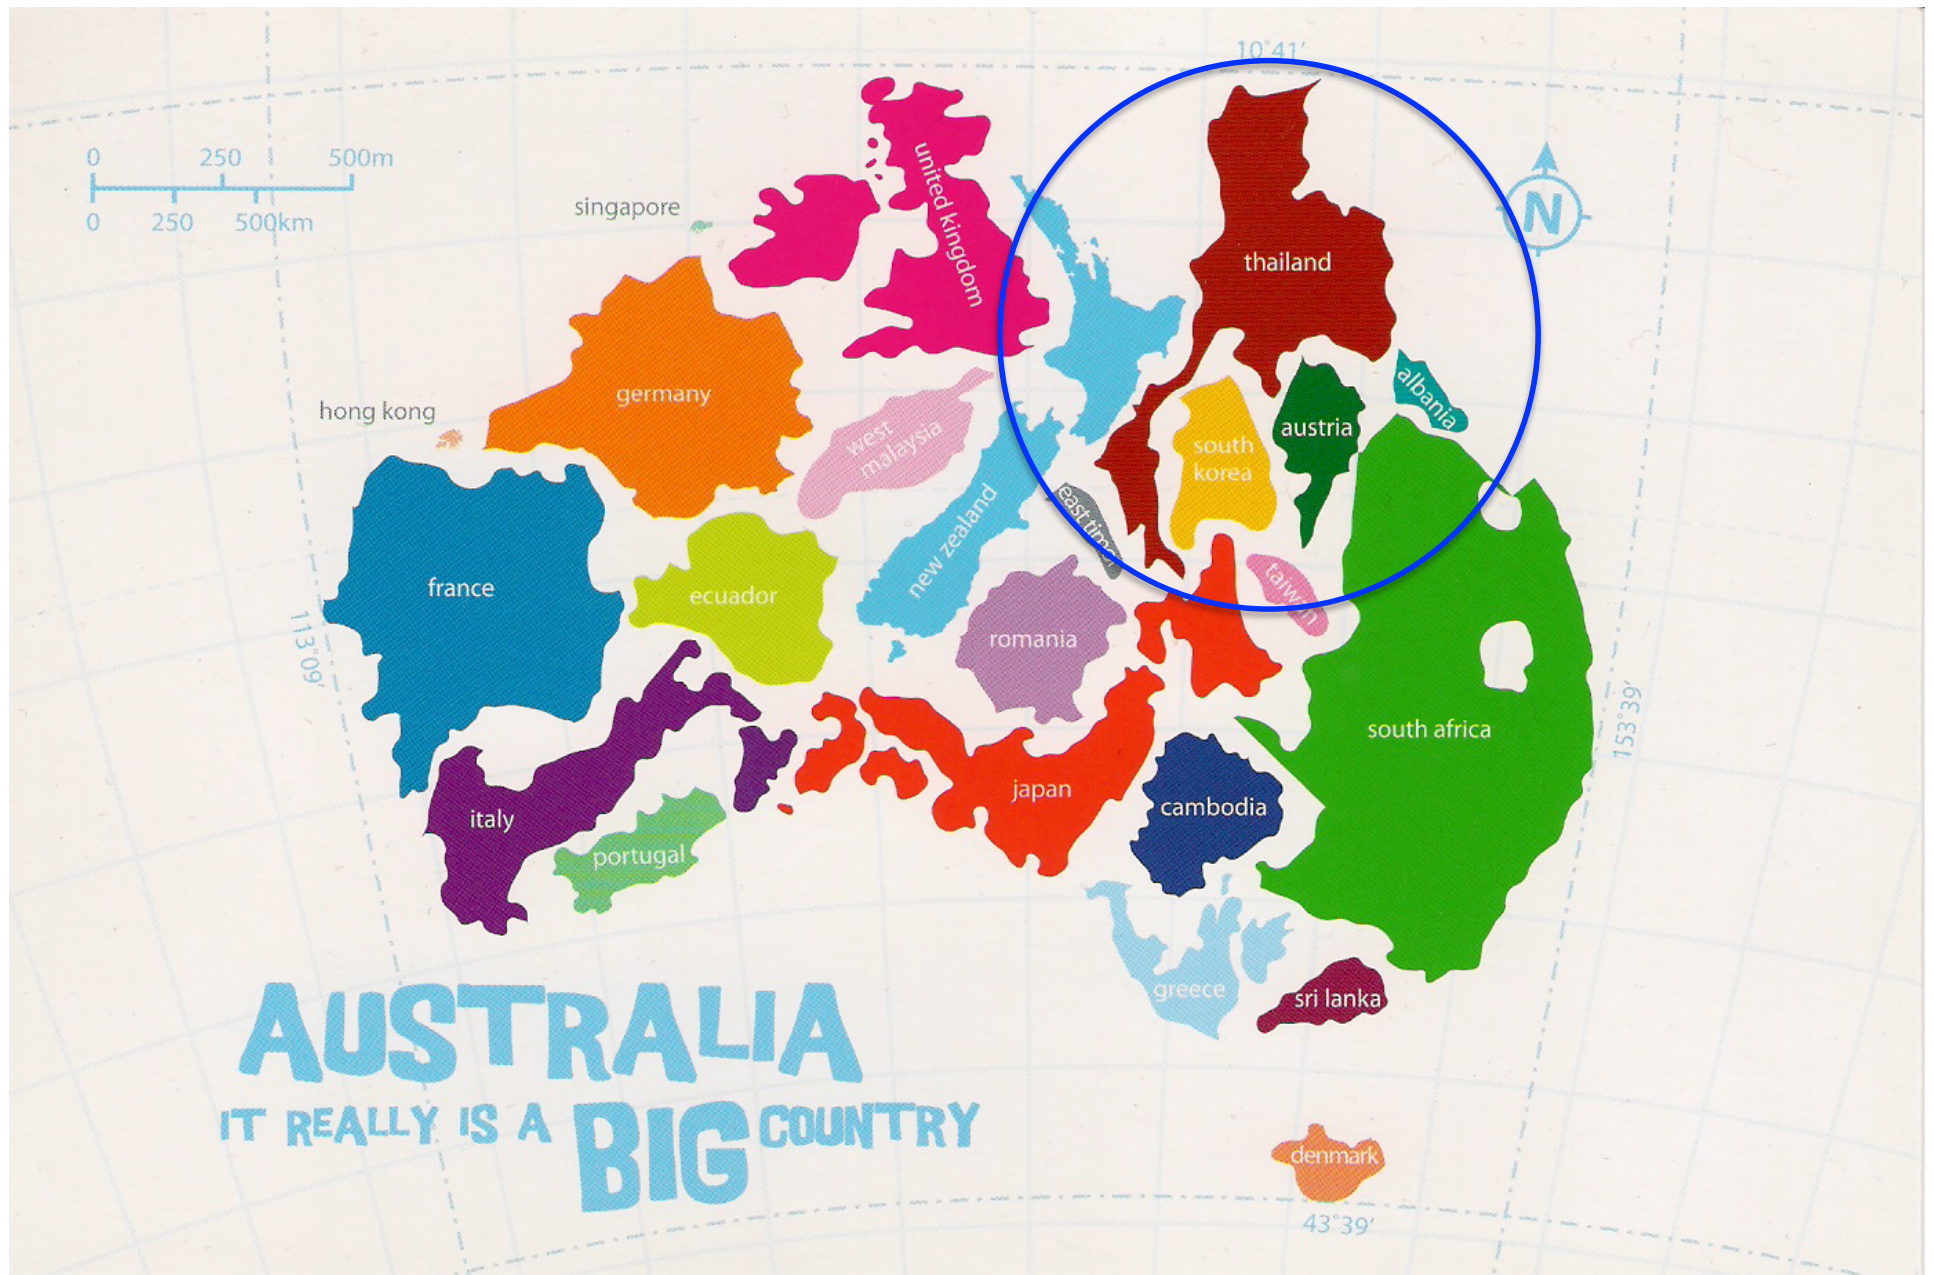 10°41′
0 250 500m
0 250 500km
singapore
united kingdom
N
thailand
hong kong
germany
west
malaysia
albania
austria
south
korea
east timor
new zealand
france
ecuador
romania
taiwan
113°09′
153°39′
south africa
italy
portugal
japan
cambodia
greece
sri lanka
AUSTRALIA
IT REALLY IS A BIG COUNTRY
denmark
43°39′